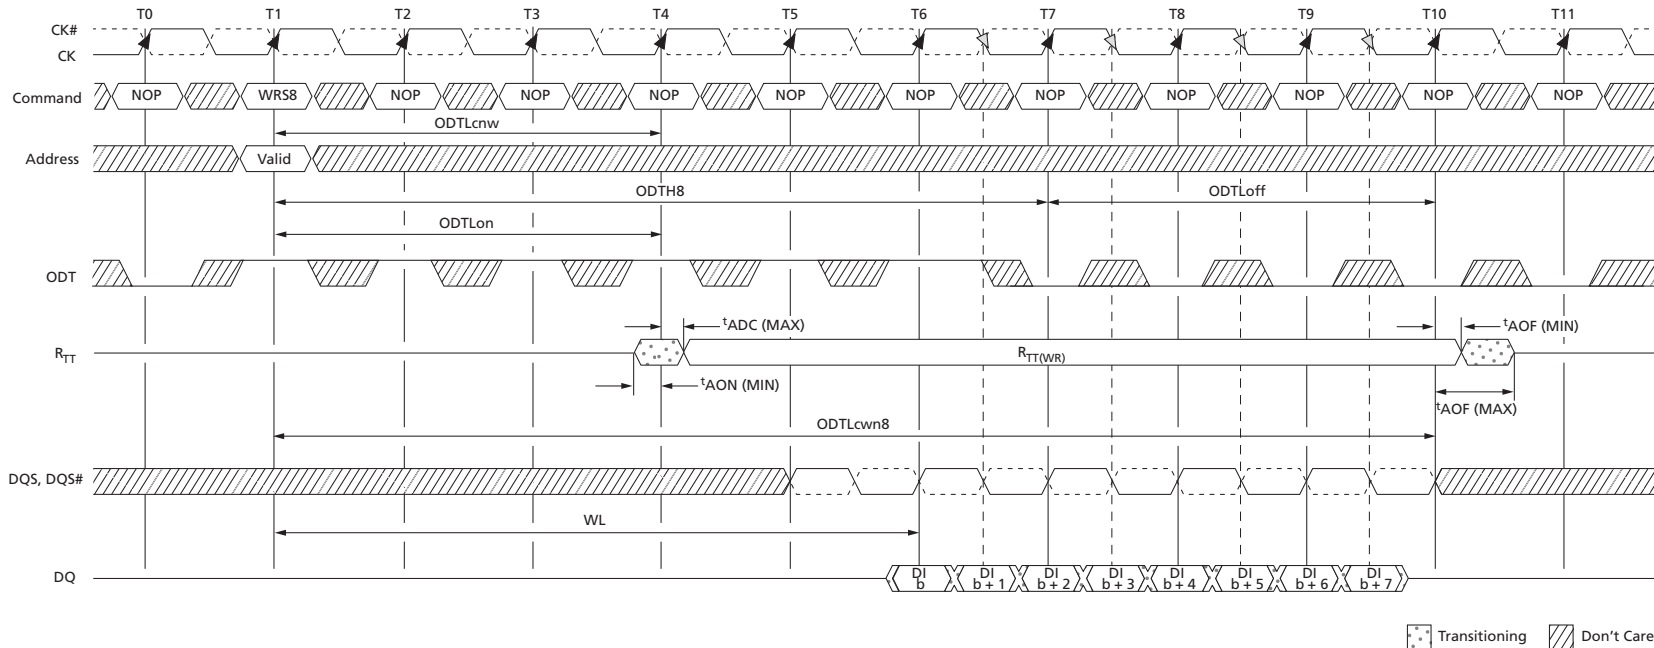 T0 T1 T2 T3 T4 T5 T6 T7 T8 T9 T10 T11
CK#
CK
Command NOP WRS8 NOP NOP NOP NOP NOP NOP NOP NOP NOP NOP
ODTLcnw
Address Valid
ODTH8 ODTLoff
ODTLon
ODT
tADC (MAX) tAOF (MIN)
RTT RTT(WR)
tAON (MIN)
tAOF (MAX)
ODTLcwn8
DQS, DQS#
WL
DQ DI b DI b + 1 DI b + 2 DI b + 3 DI b + 4 DI b + 5 DI b + 6 DI b + 7
Transitioning Don't Care